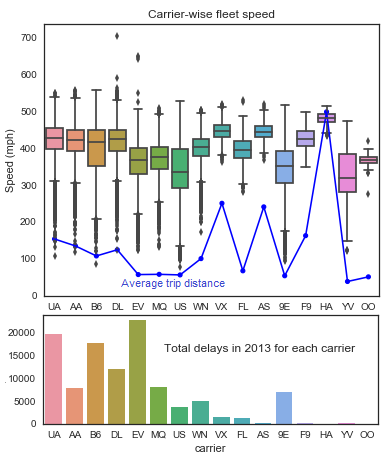 Carrier-wise fleet speed
Speed (mph)
700
600
500
400
300
200
100
0
Average trip distance
UA AA B6 DL EV MQ US WN VX FL AS 9E F9 HA YV OO
20000
15000
10000
5000
0
Total delays in 2013 for each carrier
UA AA B6 DL EV MQ US WN VX FL AS 9E F9 HA YV OO
carrier